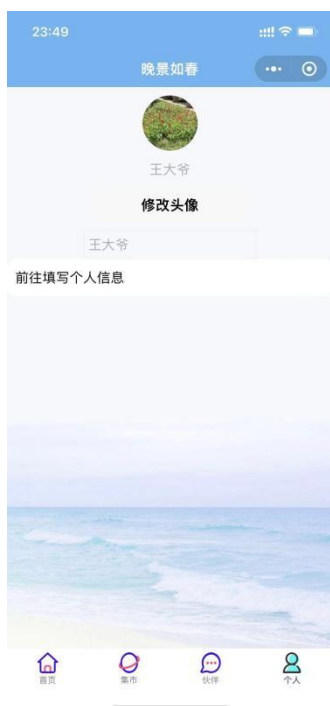 23:49
晚景如春
王大爷
修改头像
王大爷
前往填写个人信息
首页
集市
伙伴
个人